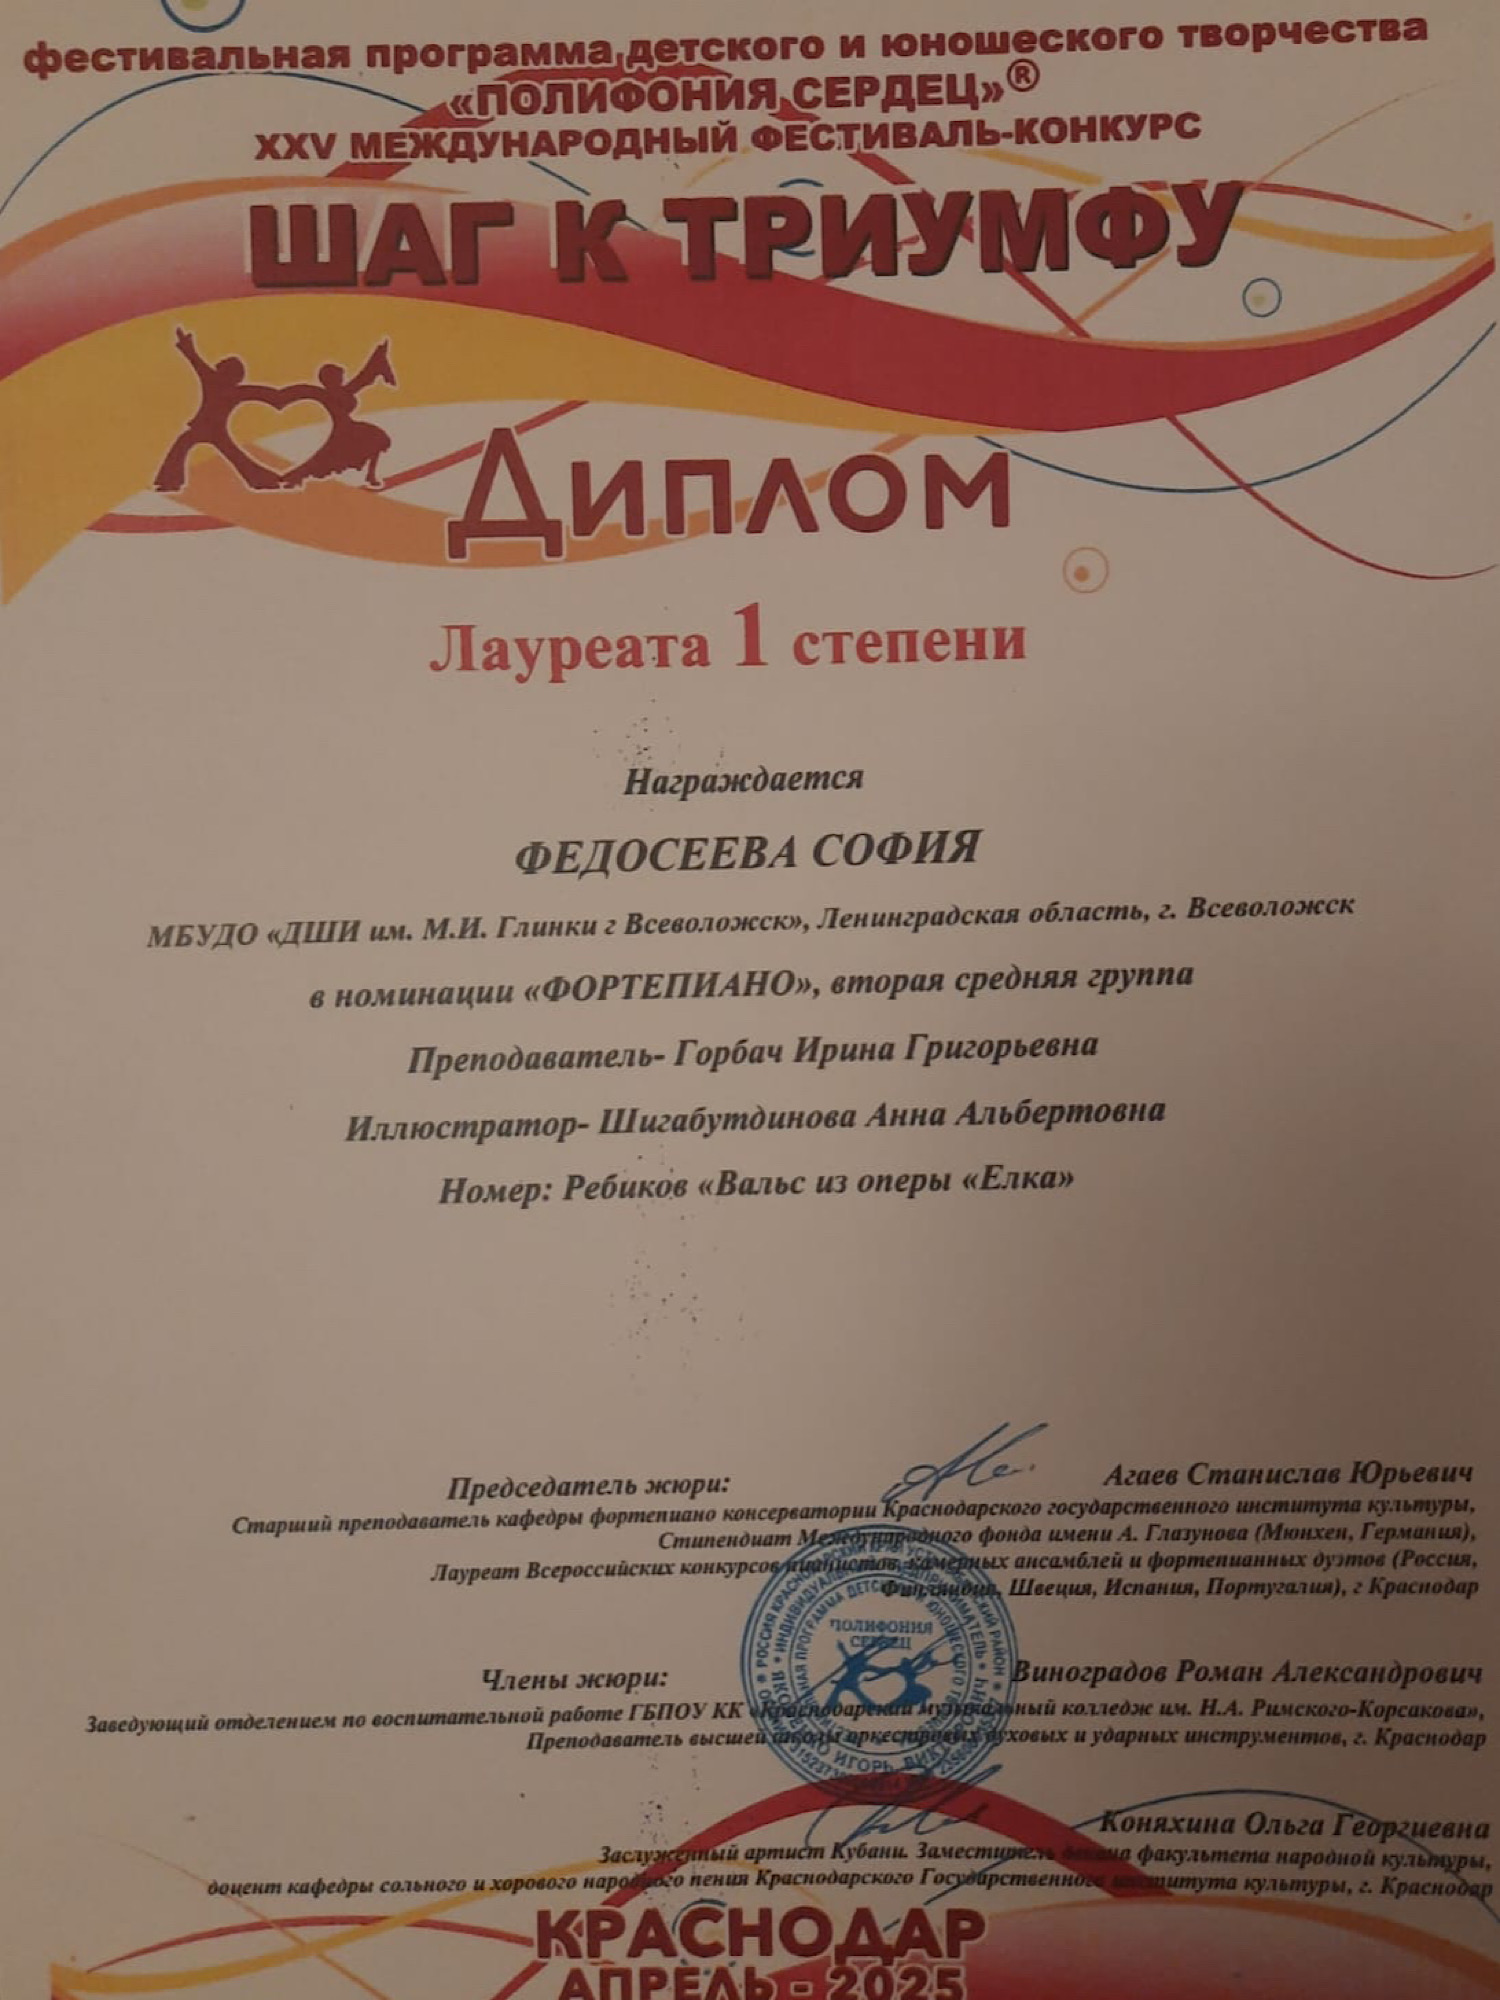 фестивальная программа детского и юношеского творчества
«ПОЛИФОНИЯ СЕРДЕЦ»®
XXV МЕЖДУНАРОДНЫЙ ФЕСТИВАЛЬ-КОНКУРС
ШАГ К ТРИУМФУ
Диплом
Лауреата 1 степени
Награждается
ФЕДОСЕЕВА СОФИЯ
МБУДО «ДШИ им. М.И. Глинки г Всеволожск», Ленинградская область, г. Всеволожск
в номинации «ФОРТЕПИАНО», вторая средняя группа
Преподаватель- Горбач Ирина Григорьевна
Иллюстратор- Шигабутдинова Анна Альбертовна
Номер: Ребиков «Вальс из оперы «Елка»
Председатель жюри: Агаев Станислав Юрьевич
Старший преподаватель кафедры фортепиано консерватории Краснодарского государственного института культуры,
Стипендиат Международного фонда имени А. Глазунова (Мюнхен, Германия),
Лауреат Всероссийских конкурсов пианистов, камерных ансамблей и фортепианных дуэтов (Россия,
Финляндия, Швеция, Испания, Португалия), г Краснодар
ПОЛИФОНИЯ
СЕРДЕЦ
Члены жюри: Виноградов Роман Александрович
Заведующий отделением по воспитательной работе ГБПОУ КК «Краснодарский музыкальный колледж им. Н.А. Римского-Корсакова»,
Преподаватель высшей школы оркестровых духовых и ударных инструментов, г. Краснодар
Коняхина Ольга Георгиевна
Заслуженный артист Кубани. Заместитель декана факультета народной культуры,
доцент кафедры сольного и хорового народного пения Краснодарского Государственного института культуры, г. Краснодар
КРАСНОДАР
АПРЕЛЬ - 2025